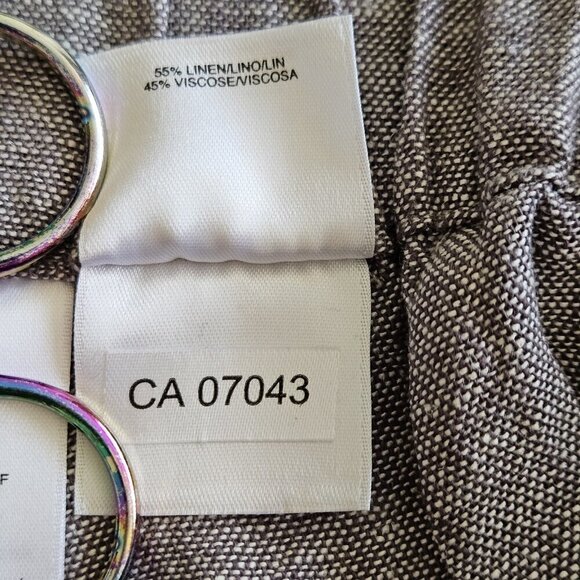 55% LINEN/LINO/LIN
45% VISCOSE/VISCOSA
CA 07043
F